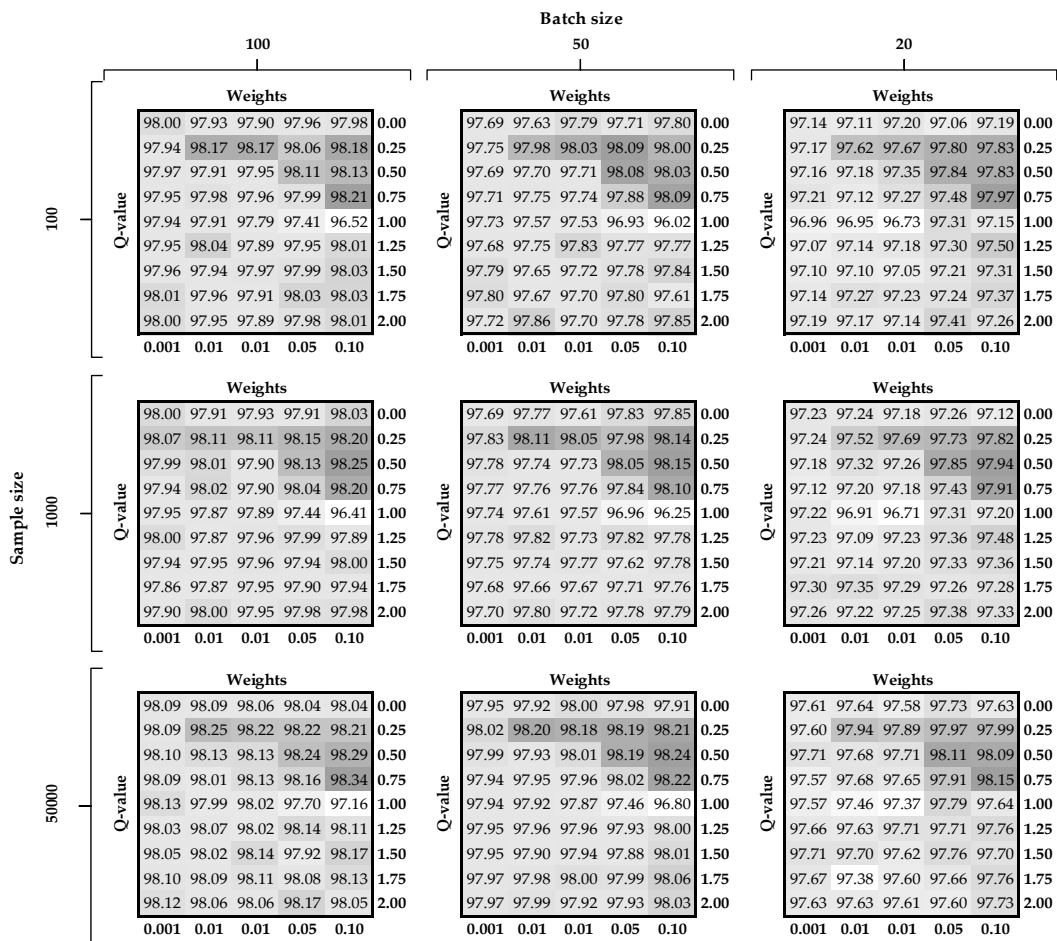 Batch size
100 50 20
Weights Weights Weights
98.00 97.93 97.90 97.96 97.98 0.00 97.69 97.63 97.79 97.71 97.80 0.00 97.14 97.11 97.20 97.06 97.19 0.00
97.94 98.17 98.17 98.06 98.18 0.25 97.75 97.98 98.03 98.09 98.00 0.25 97.17 97.62 97.67 97.80 97.83 0.25
97.97 97.91 97.95 98.11 98.13 0.50 97.69 97.70 97.71 98.08 98.03 0.50 97.16 97.18 97.35 97.84 97.83 0.50
97.95 97.98 97.96 97.99 98.21 0.75 97.71 97.75 97.74 97.88 98.09 0.75 97.21 97.12 97.27 97.48 97.97 0.75
100 Q-value 97.94 97.91 97.79 97.41 96.52 1.00 Q-value 97.73 97.57 97.53 96.93 96.02 1.00 Q-value 96.96 96.95 96.73 97.31 97.15 1.00
97.95 98.04 97.89 97.95 98.01 1.25 97.68 97.75 97.83 97.77 97.77 1.25 97.07 97.14 97.18 97.30 97.50 1.25
97.96 97.94 97.97 97.99 98.03 1.50 97.79 97.65 97.72 97.78 97.84 1.50 97.10 97.10 97.05 97.21 97.31 1.50
98.01 97.96 97.91 98.03 98.03 1.75 97.80 97.67 97.70 97.80 97.61 1.75 97.14 97.27 97.23 97.24 97.37 1.75
98.00 97.95 97.89 97.98 98.01 2.00 97.72 97.86 97.70 97.78 97.85 2.00 97.19 97.17 97.14 97.41 97.26 2.00
0.001 0.01 0.01 0.05 0.10 0.001 0.01 0.01 0.05 0.10 0.001 0.01 0.01 0.05 0.10
Weights Weights Weights
98.00 97.91 97.93 97.91 98.03 0.00 97.69 97.77 97.61 97.83 97.85 0.00 97.23 97.24 97.18 97.26 97.12 0.00
98.07 98.11 98.11 98.15 98.20 0.25 97.83 98.11 98.05 97.98 98.14 0.25 97.24 97.52 97.69 97.73 97.82 0.25
97.99 98.01 97.90 98.13 98.25 0.50 97.78 97.74 97.73 98.05 98.15 0.50 97.18 97.32 97.26 97.85 97.94 0.50
97.94 98.02 97.90 98.04 98.20 0.75 97.77 97.76 97.76 97.84 98.10 0.75 97.12 97.20 97.18 97.43 97.91 0.75
Sample size 1000 Q-value 97.95 97.87 97.89 97.44 96.41 1.00 Q-value 97.74 97.61 97.57 96.96 96.25 1.00 Q-value 97.22 96.91 96.71 97.31 97.20 1.00
98.00 97.87 97.96 97.99 97.89 1.25 97.78 97.82 97.73 97.82 97.78 1.25 97.23 97.09 97.23 97.36 97.48 1.25
97.94 97.95 97.96 97.94 98.00 1.50 97.75 97.74 97.77 97.62 97.78 1.50 97.21 97.14 97.20 97.33 97.36 1.50
97.86 97.87 97.95 97.90 97.94 1.75 97.68 97.66 97.67 97.71 97.76 1.75 97.30 97.35 97.29 97.26 97.28 1.75
97.90 98.00 97.95 97.98 97.98 2.00 97.70 97.80 97.72 97.78 97.79 2.00 97.26 97.22 97.25 97.38 97.33 2.00
0.001 0.01 0.01 0.05 0.10 0.001 0.01 0.01 0.05 0.10 0.001 0.01 0.01 0.05 0.10
Weights Weights Weights
98.09 98.09 98.06 98.04 98.04 0.00 97.95 97.92 98.00 97.98 97.91 0.00 97.61 97.64 97.58 97.73 97.63 0.00
98.09 98.25 98.22 98.22 98.21 0.25 98.02 98.20 98.18 98.19 98.21 0.25 97.60 97.94 97.89 97.97 97.99 0.25
98.10 98.13 98.13 98.24 98.29 0.50 97.99 97.93 98.01 98.19 98.24 0.50 97.71 97.68 97.71 98.11 98.09 0.50
98.09 98.01 98.13 98.16 98.34 0.75 97.94 97.95 97.96 98.02 98.22 0.75 97.57 97.68 97.65 97.91 98.15 0.75
50000 Q-value 98.13 97.99 98.02 97.70 97.16 1.00 Q-value 97.94 97.92 97.87 97.46 96.80 1.00 Q-value 97.57 97.46 97.37 97.79 97.64 1.00
98.03 98.07 98.02 98.14 98.11 1.25 97.95 97.96 97.96 97.93 98.00 1.25 97.66 97.63 97.71 97.71 97.76 1.25
98.05 98.02 98.14 97.92 98.17 1.50 97.95 97.90 97.94 97.88 98.01 1.50 97.71 97.70 97.62 97.76 97.70 1.50
98.10 98.09 98.11 98.08 98.13 1.75 97.97 97.98 98.00 97.99 98.06 1.75 97.67 97.38 97.60 97.66 97.76 1.75
98.12 98.06 98.06 98.17 98.05 2.00 97.97 97.99 97.92 97.93 98.03 2.00 97.63 97.63 97.61 97.60 97.73 2.00
0.001 0.01 0.01 0.05 0.10 0.001 0.01 0.01 0.05 0.10 0.001 0.01 0.01 0.05 0.10